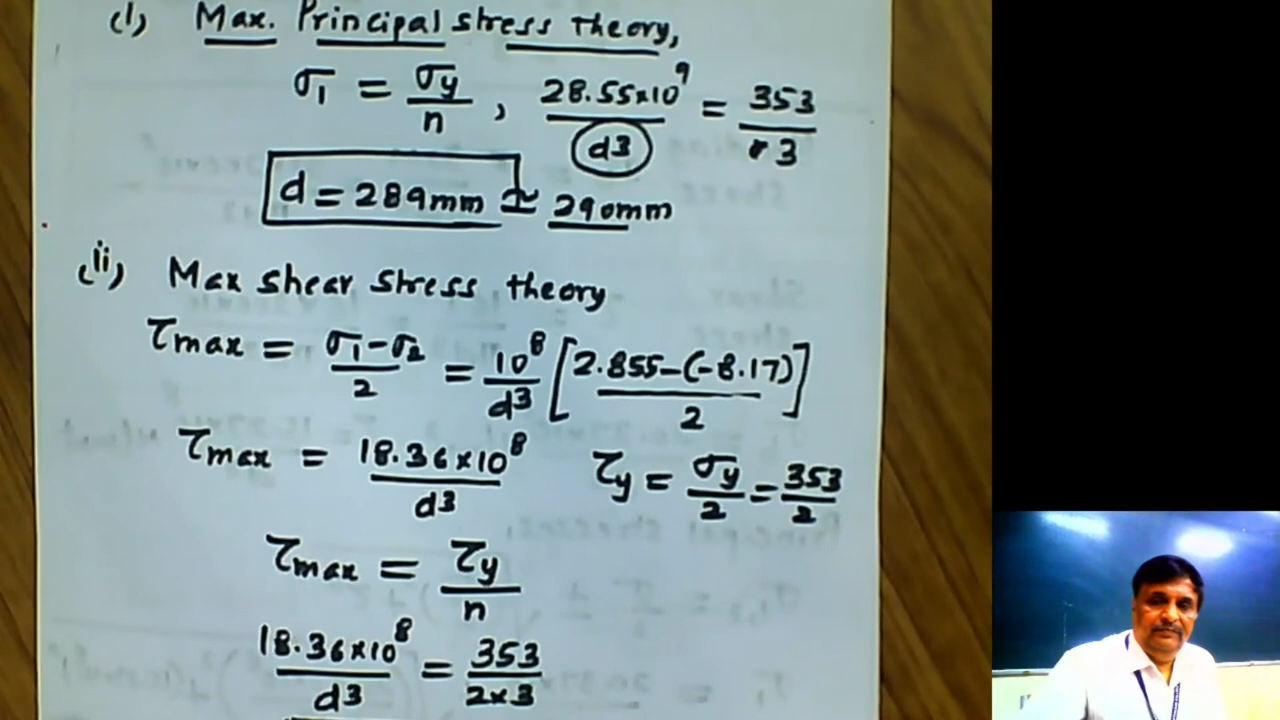 (i) Max. Principal stress theory,
σ1 = σy/n , 28.55×10^9/d3 = 353/3
d = 289mm ≃ 290mm
(ii) Max shear stress theory
τmax = σ1-σ2/2 = 10^8/d3 [2.855-(-8.17)/2]
τmax = 18.36×10^8/d3 τy = σy/2 = 353/2
τmax = τy/n
18.36×10^8/d3 = 353/2×3